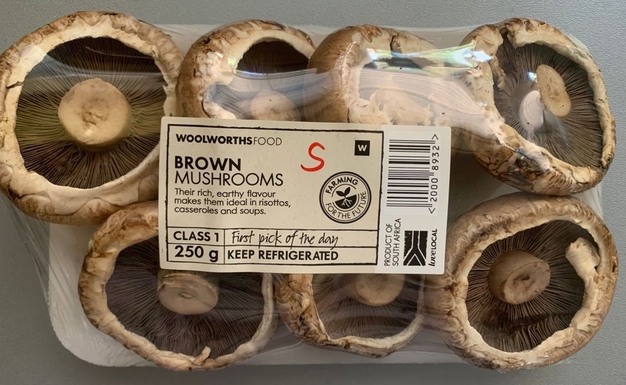 WOOLWORTHSFOOD
W
S
BROWN
MUSHROOMS
Their rich, earthy flavour
makes them ideal in risottos,
casseroles and soups.
FARMING
FOR THE FUTURE
CLASS 1
First pick of the day
250 g
KEEP REFRIGERATED
< 2000 8932 >
PRODUCT OF
SOUTH AFRICA
luveLOCAL